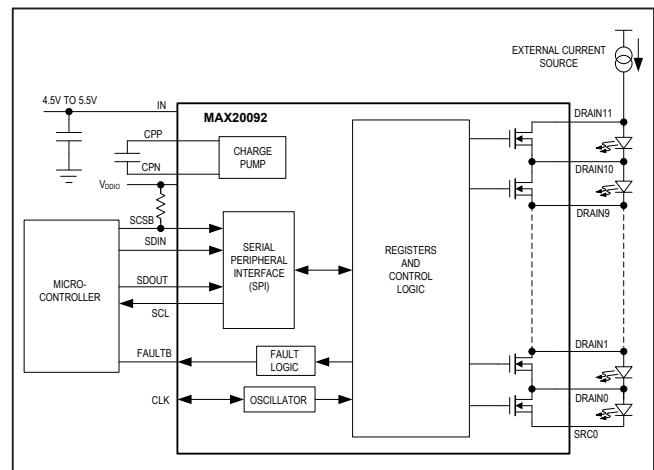 EXTERNAL CURRENT
SOURCE
4.5V TO 5.5V
IN
MAX20092
DRAIN11
CPP
CHARGE
PUMP
CPN
DRAIN10
VDDIO
DRAIN9
SCSB
SDIN
SERIAL
PERIPHERAL
INTERFACE
(SPI)
REGISTERS
AND
CONTROL
LOGIC
MICRO-
CONTROLLER
SDOUT
SCL
DRAIN1
FAULTB
FAULT
LOGIC
DRAIN0
CLK
OSCILLATOR
SRC0